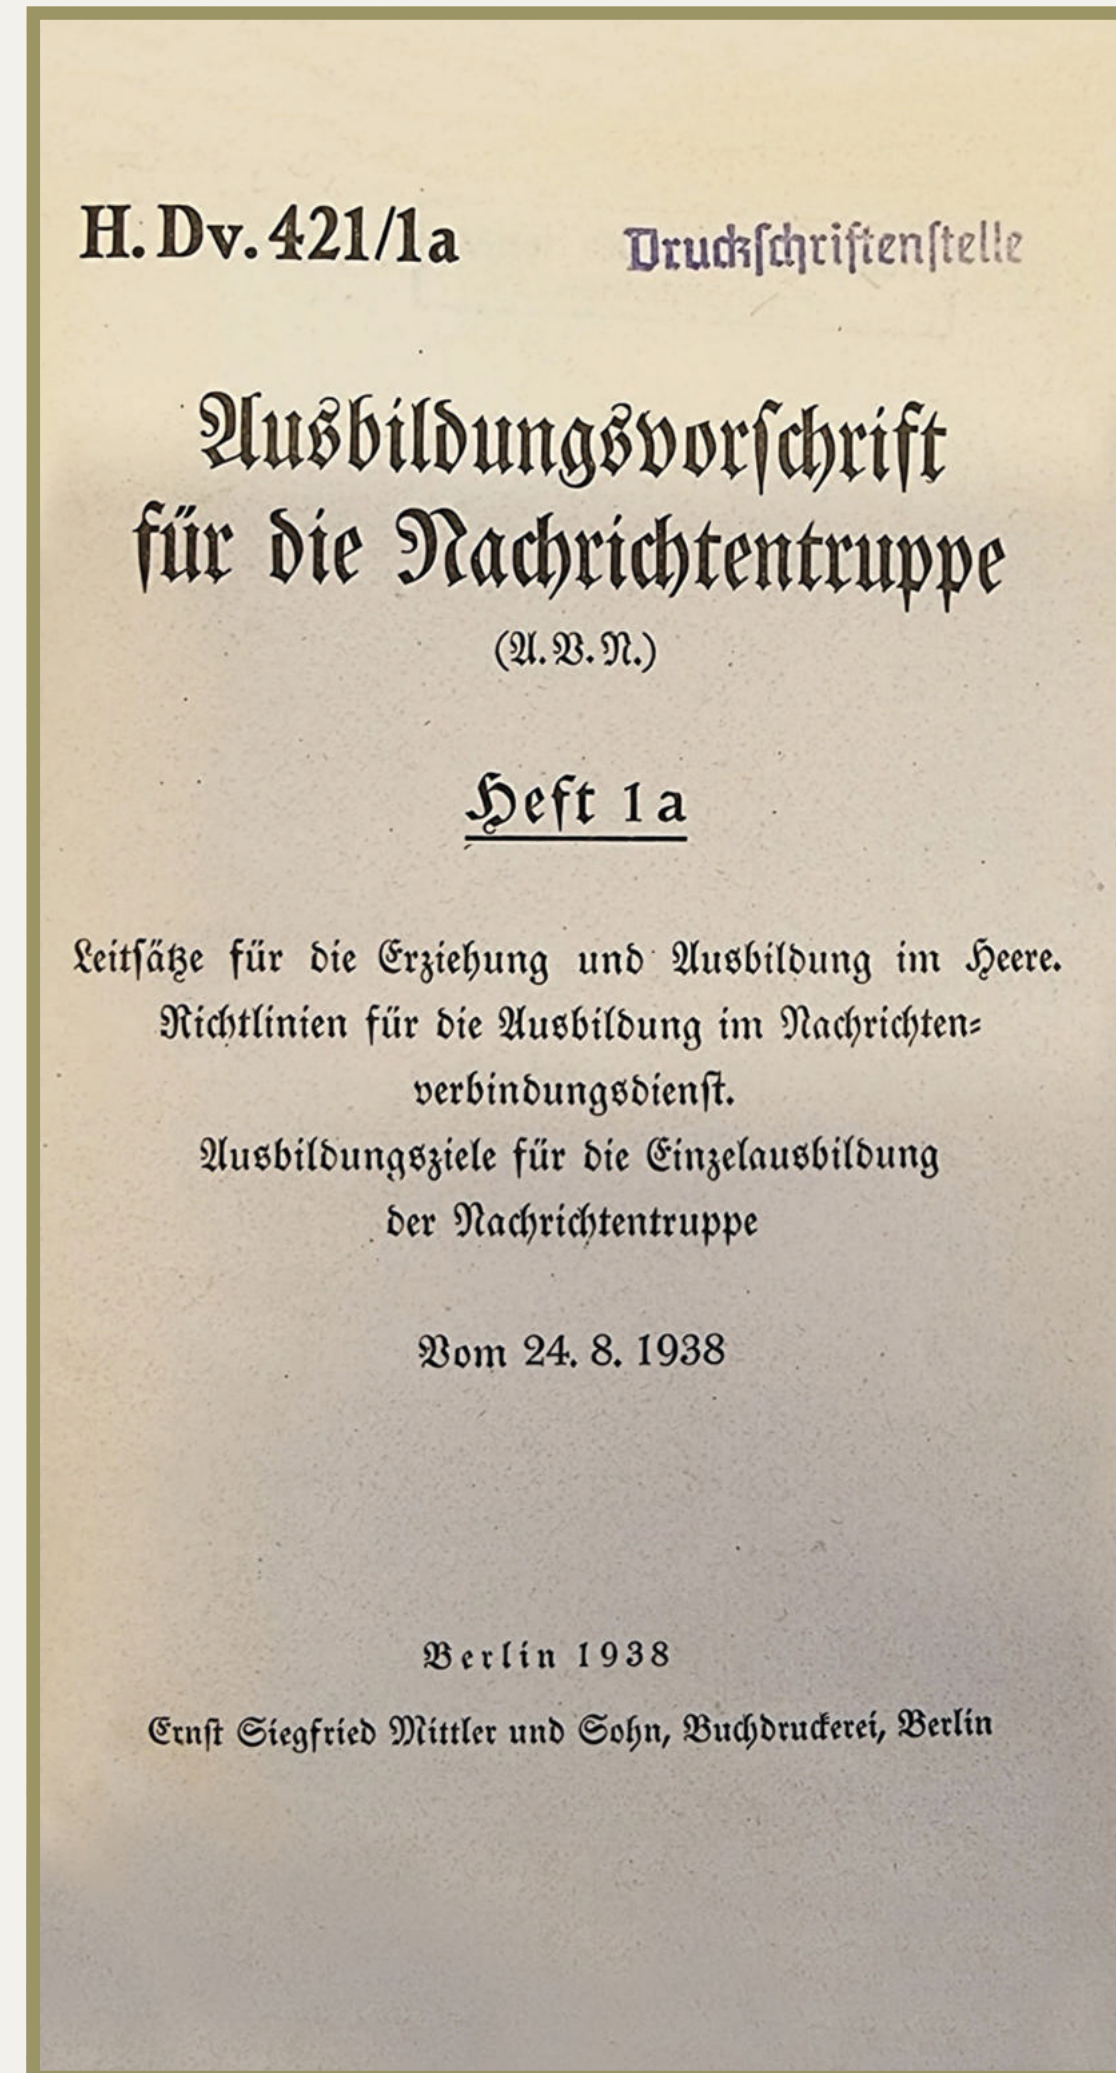 H. Dv. 421/1a
Druckschriftenstelle
Ausbildungsvorschrift
für die Nachrichtentruppe
(A. V. N.)
Heft 1a
Leitsätze für die Erziehung und Ausbildung im Heere.
Richtlinien für die Ausbildung im Nachrichten-
verbindungsdienst.
Ausbildungsziele für die Einzelausbildung
der Nachrichtentruppe
Vom 24. 8. 1938
Berlin 1938
Ernst Siegfried Mittler und Sohn, Buchdruckerei, Berlin